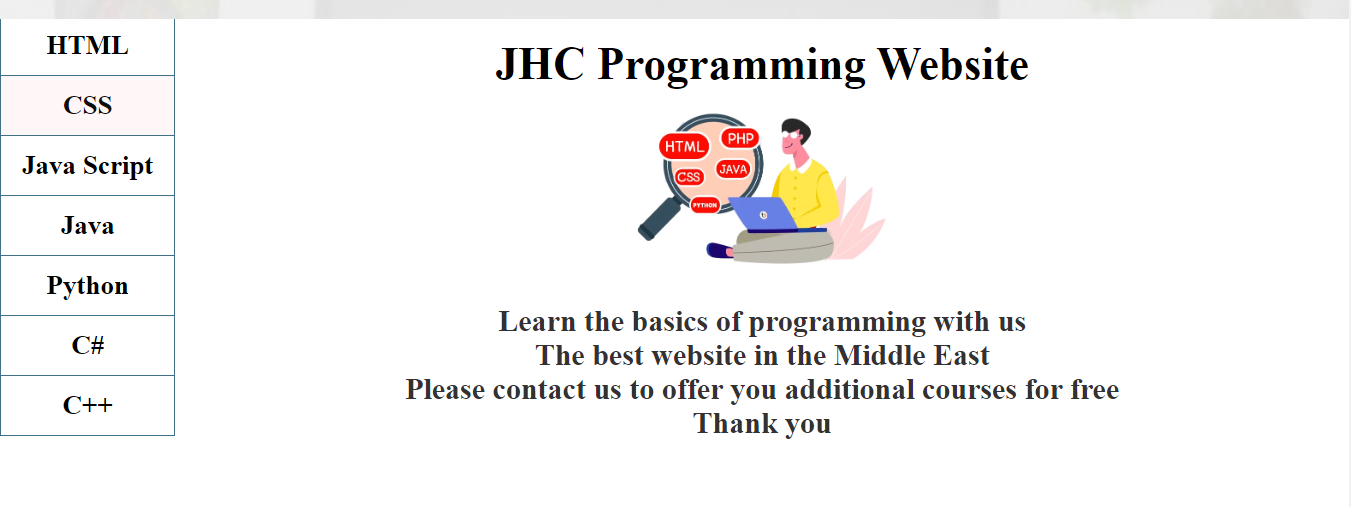 HTML
CSS
Java Script
Java
Python
C#
C++
JHC Programming Website
HTML
PHP
CSS
JAVA
PYTHON
Learn the basics of programming with us
The best website in the Middle East
Please contact us to offer you additional courses for free
Thank you